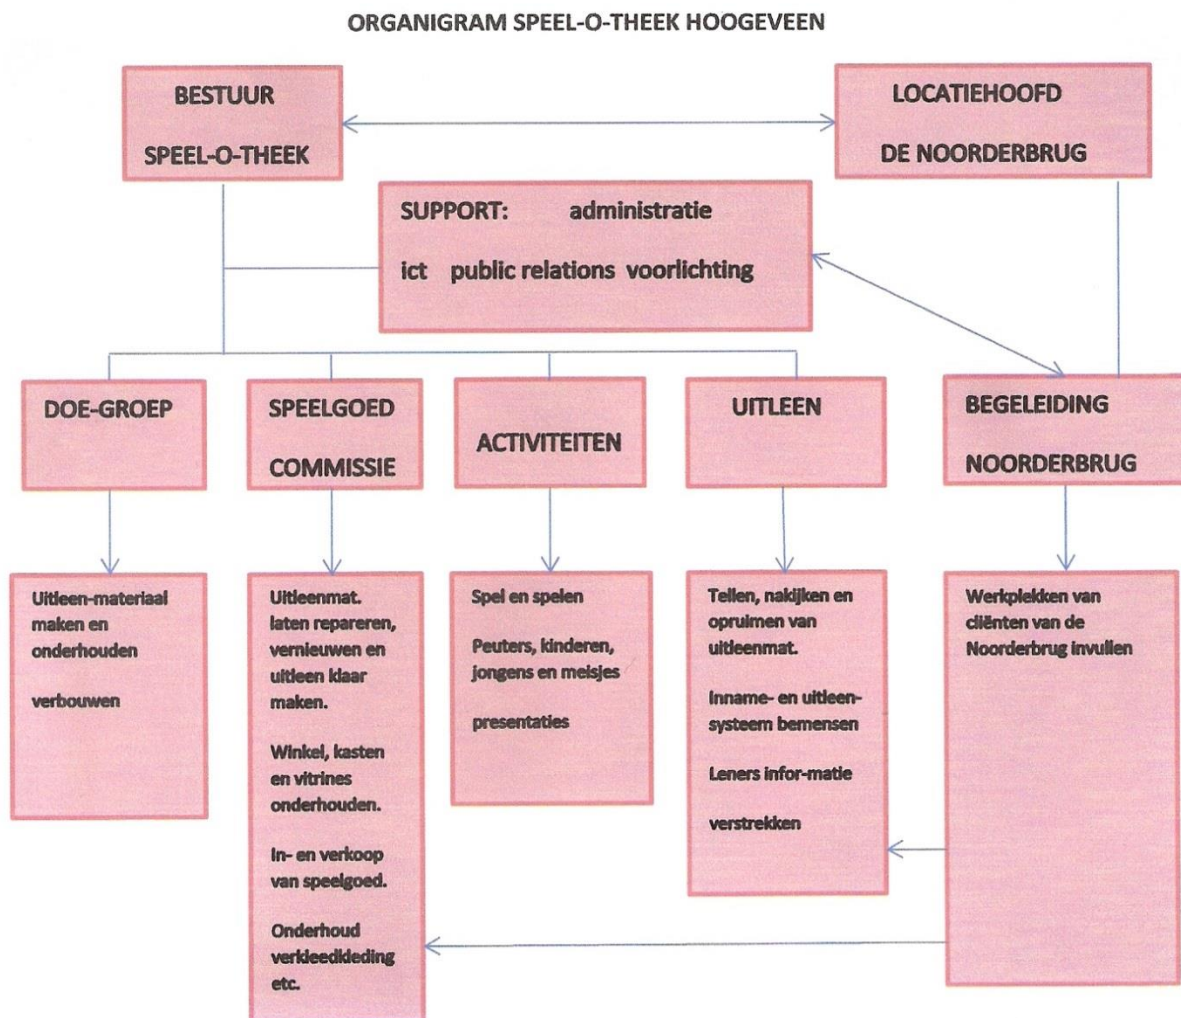 ORGANIGRAM SPEEL-O-THEEK HOOGEVEEN
BESTUUR
SPEEL-O-THEEK
LOCATIEHOOFD
DE NOORDERBRUG
SUPPORT: administratie
ict public relations voorlichting
DOE-GROEP
SPEELGOED
COMMISSIE
ACTIVITEITEN
UITLEEN
BEGELEIDING
NOORDERBRUG
Uitleen-materiaal
maken en
onderhouden
verbouwen
Uitleenmat.
laten repareren,
vernieuwen en
uitleen klaar
maken.
Winkel, kasten
en vitrines
onderhouden.
In- en verkoop
van speelgoed.
Onderhoud
verkleedkleding
etc.
Spel en spelen
Peuters, kinderen,
jongens en meisjes
presentaties
Tellen, nakijken en
opruimen van
uitleenmat.
Inname- en uitleen-
systeem bemensen
Leners infor-matie
verstrekken
Werkplekken van
cliënten van de
Noorderbrug invullen